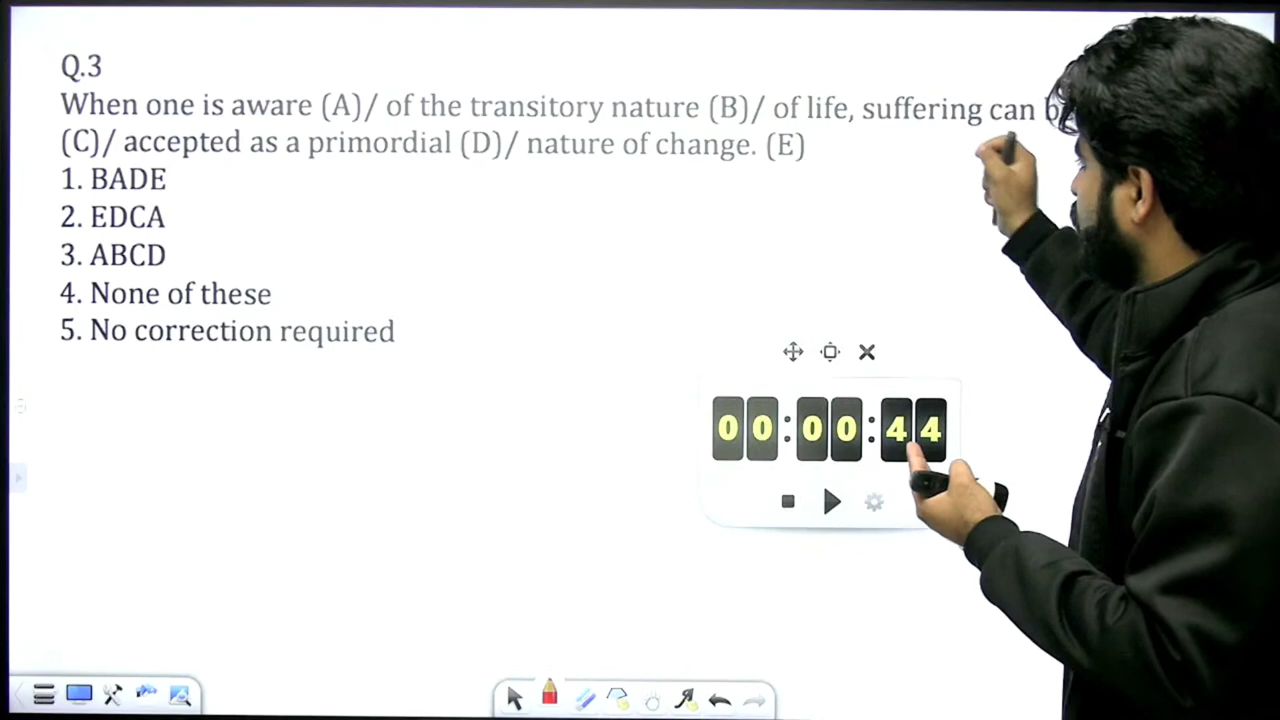 Q.3
When one is aware (A)/ of the transitory nature (B)/ of life, suffering can
(C)/ accepted as a primordial (D)/ nature of change. (E)
1. BADE
2. EDCA
3. ABCD
4. None of these
5. No correction required
00:00:44